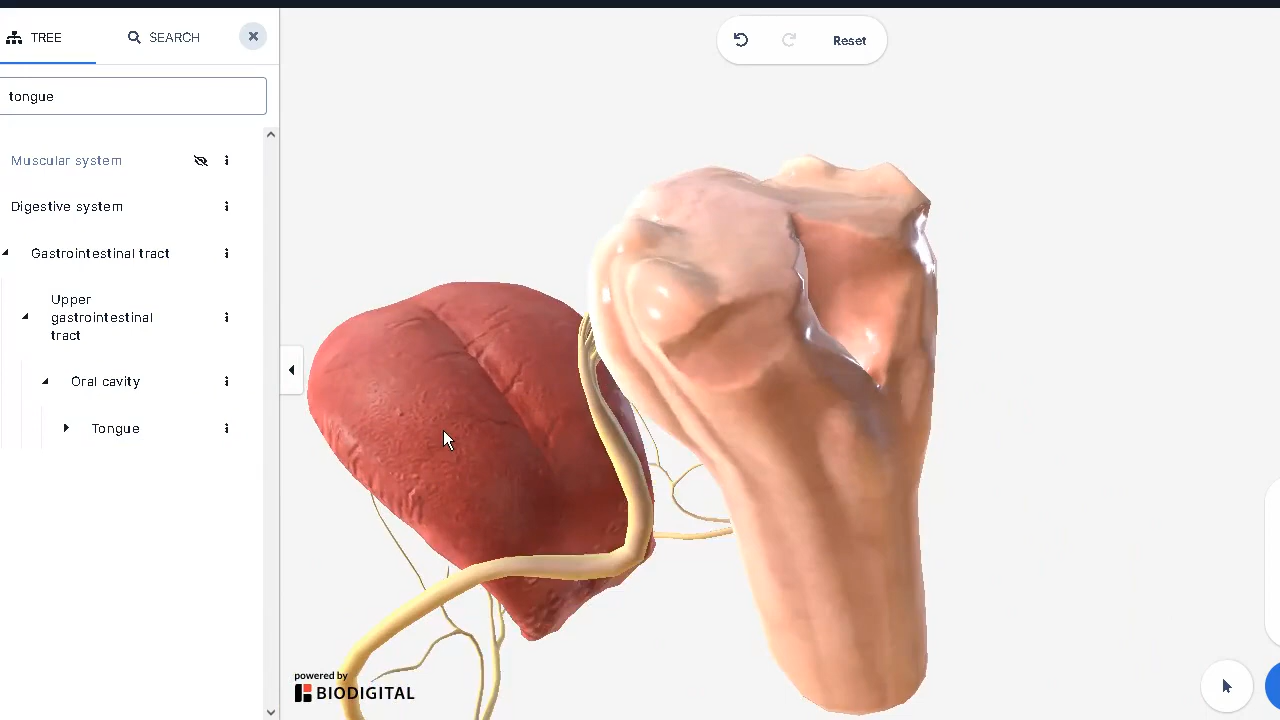 TREE
SEARCH
Reset
tongue
Muscular system
Digestive system
Gastrointestinal tract
Upper
gastrointestinal
tract
Oral cavity
Tongue
powered by
BIODIGITAL